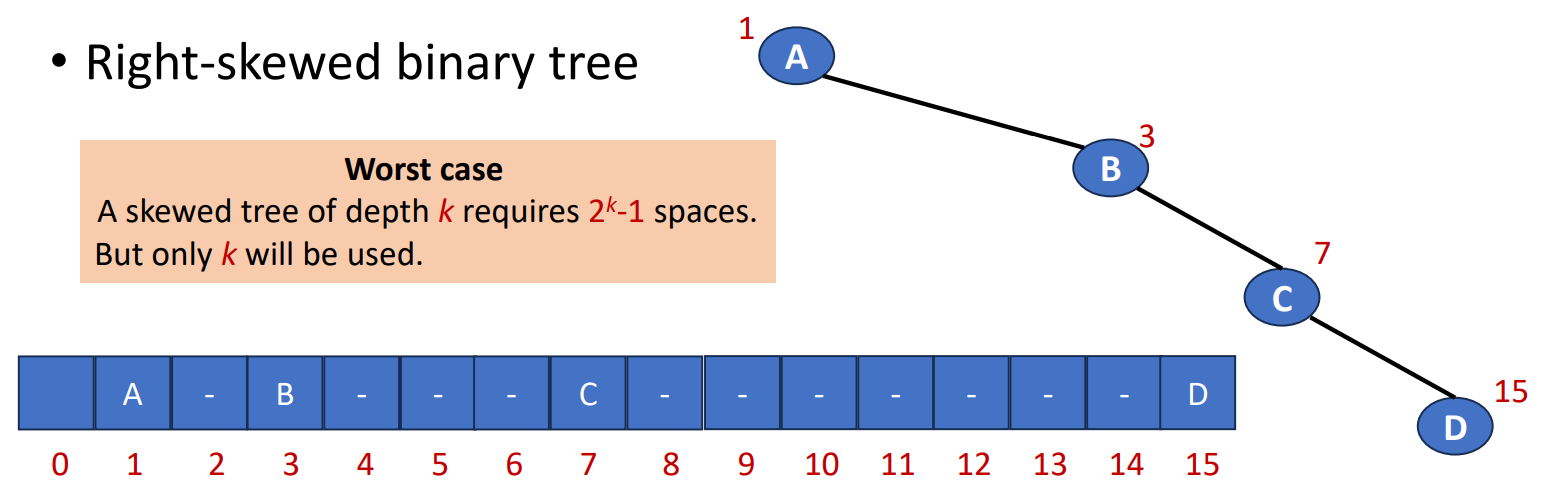 • Right-skewed binary tree
Worst case
A skewed tree of depth k requires 2^k-1 spaces.
But only k will be used.
1
A
3
B
7
C
15
D
A - B - - - C - - - - - - - D
0 1 2 3 4 5 6 7 8 9 10 11 12 13 14 15